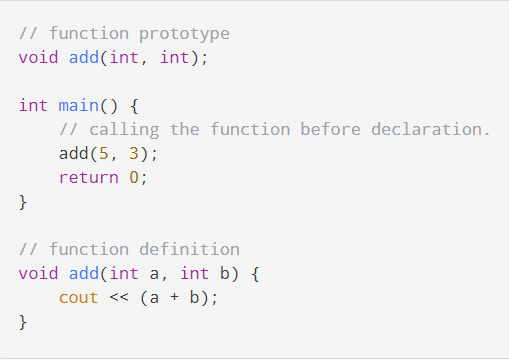 // function prototype
void add(int, int);

int main() {
    // calling the function before declaration.
    add(5, 3);
    return 0;
}

// function definition
void add(int a, int b) {
    cout << (a + b);
}